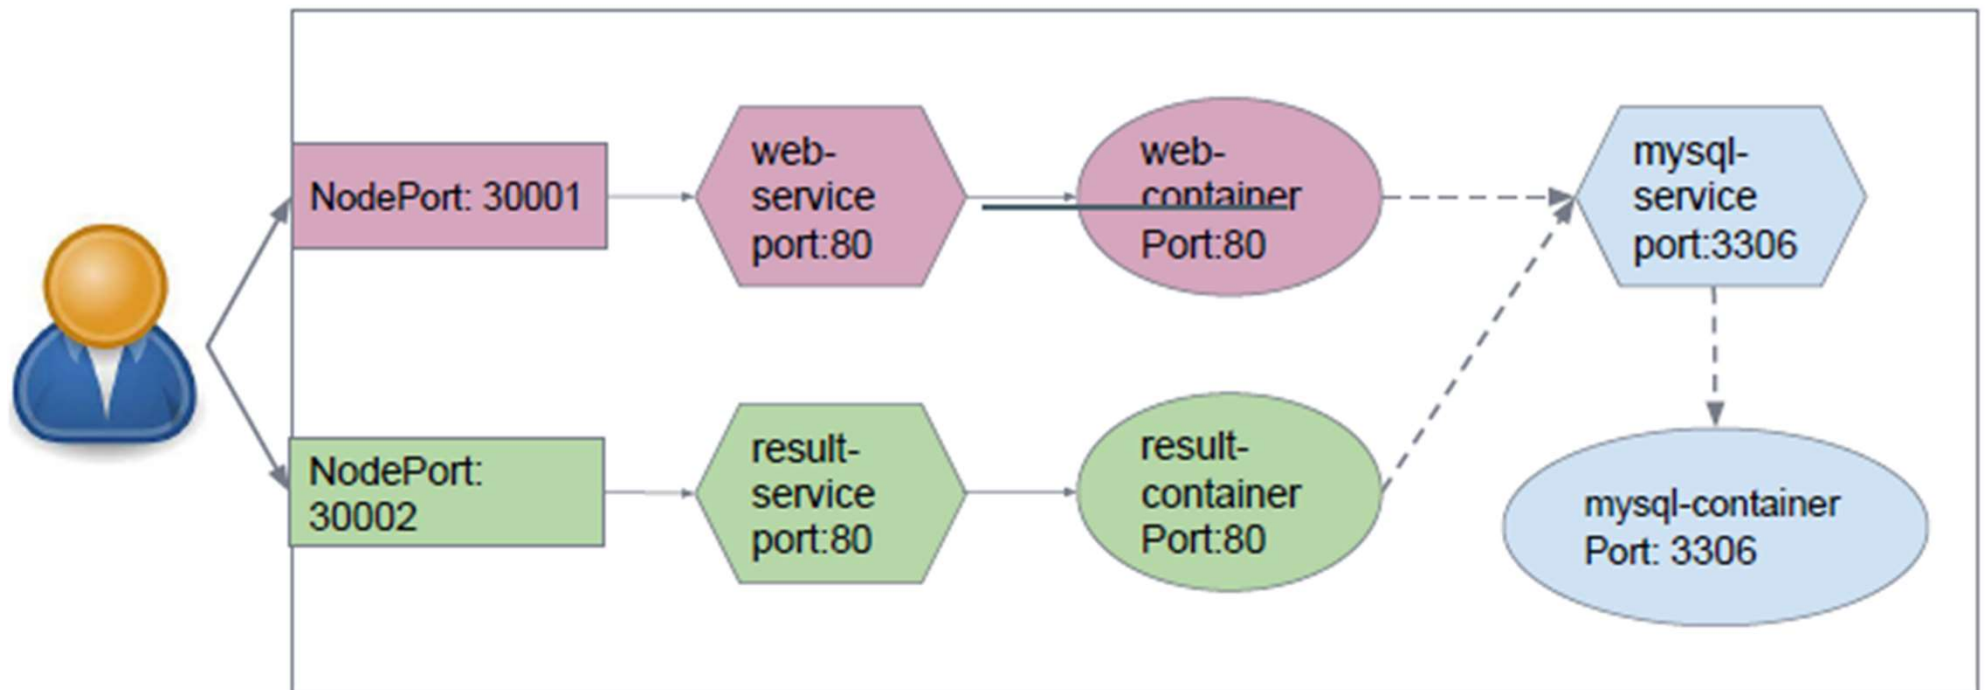 NodePort: 30001
web-
service
port:80
web-
container
Port:80
mysql-
service
port:3306
NodePort:
30002
result-
service
port:80
result-
container
Port:80
mysql-container
Port: 3306